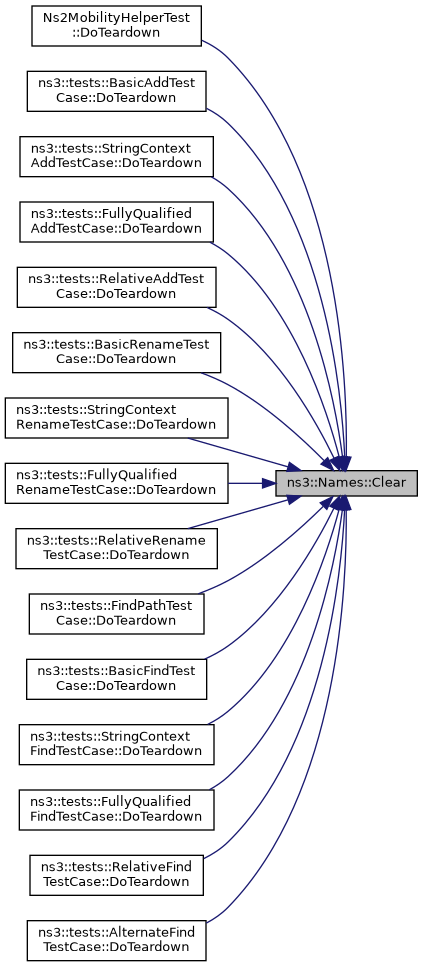 Ns2MobilityHelperTest
::DoTeardown
ns3::tests::BasicAddTest
Case::DoTeardown
ns3::tests::StringContext
AddTestCase::DoTeardown
ns3::tests::FullyQualified
AddTestCase::DoTeardown
ns3::tests::RelativeAddTest
Case::DoTeardown
ns3::tests::BasicRenameTest
Case::DoTeardown
ns3::tests::StringContext
RenameTestCase::DoTeardown
ns3::tests::FullyQualified
RenameTestCase::DoTeardown
ns3::Names::Clear
ns3::tests::RelativeRename
TestCase::DoTeardown
ns3::tests::FindPathTest
Case::DoTeardown
ns3::tests::BasicFindTest
Case::DoTeardown
ns3::tests::StringContext
FindTestCase::DoTeardown
ns3::tests::FullyQualified
FindTestCase::DoTeardown
ns3::tests::RelativeFind
TestCase::DoTeardown
ns3::tests::AlternateFind
TestCase::DoTeardown